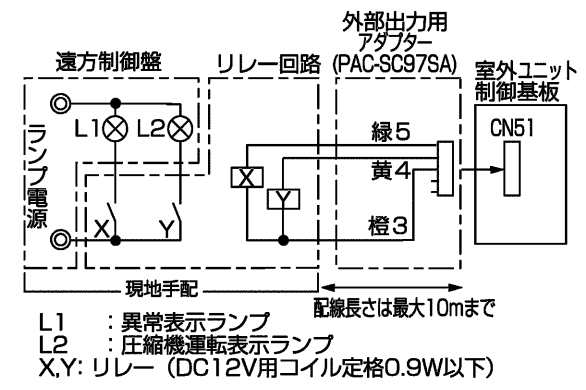 外部出力用
アダプター
(PAC-SC97SA)
遠方制御盤
リレー回路
室外ユニット
制御基板
CN51
L1
L2
ランプ電源
緑5
黄4
橙3
X
Y
X
Y
現地手配
配線長さは最大10mまで
L1 :異常表示ランプ
L2 :圧縮機運転表示ランプ
X,Y:リレー(DC12V用コイル定格0.9W以下)